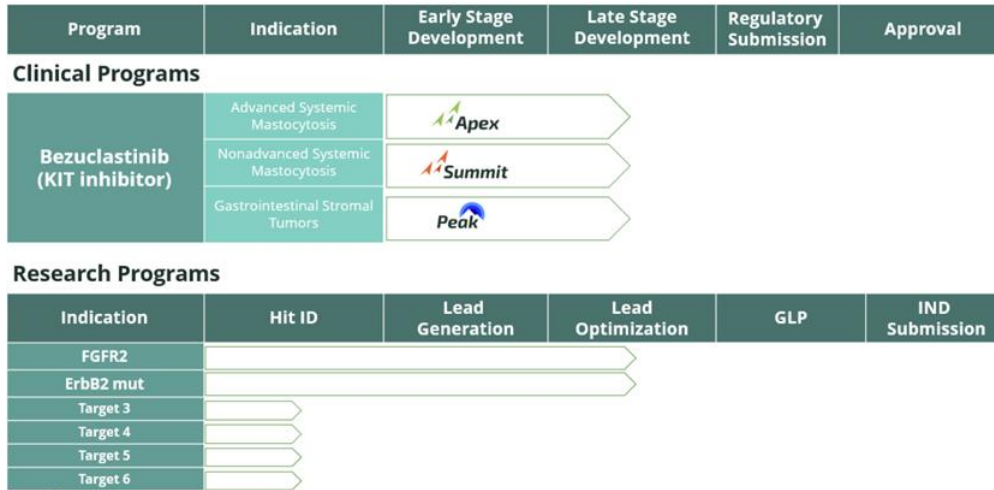 Program Indication Early Stage Development Late Stage Development Regulatory Submission Approval
Clinical Programs
Bezuclastinib (KIT inhibitor)
Advanced Systemic Mastocytosis Apex
Nonadvanced Systemic Mastocytosis Summit
Gastrointestinal Stromal Tumors Peak
Research Programs
Indication Hit ID Lead Generation Lead Optimization GLP IND Submission
FGFR2
ErbB2 mut
Target 3
Target 4
Target 5
Target 6